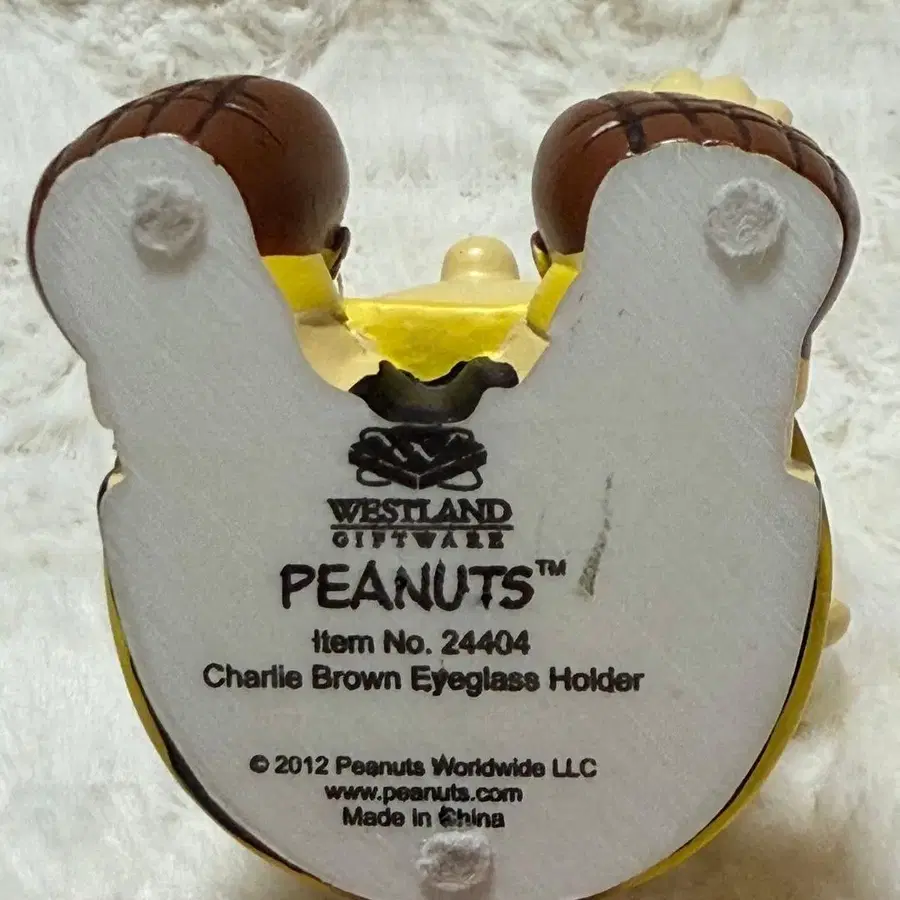 WESTLAND
GIFTWARE
PEANUTS™
Item No. 24404
Charlie Brown Eyeglass Holder
© 2012 Peanuts Worldwide LLC
www.peanuts.com
Made in China